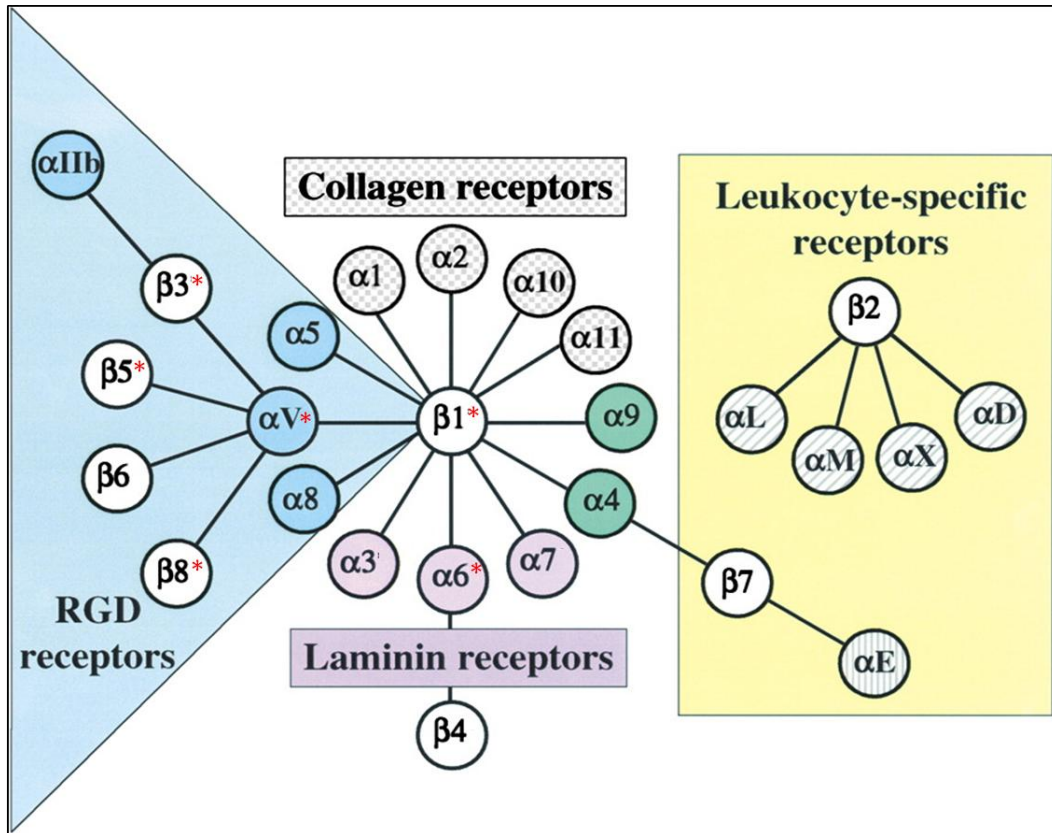 αIIb
β3*
β5*
αV*
β6
β8*
α5
α8
RGD
receptors
Collagen receptors
α1
α2
α10
α11
β1*
α9
α4
α3
α6*
α7
Laminin receptors
β4
Leukocyte-specific
receptors
β2
αL
αM
αX
αD
β7
αE